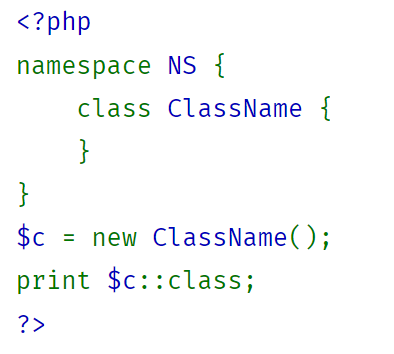 <?php
namespace NS {
    class ClassName {
    }
}
$c = new ClassName();
print $c::class;
?>